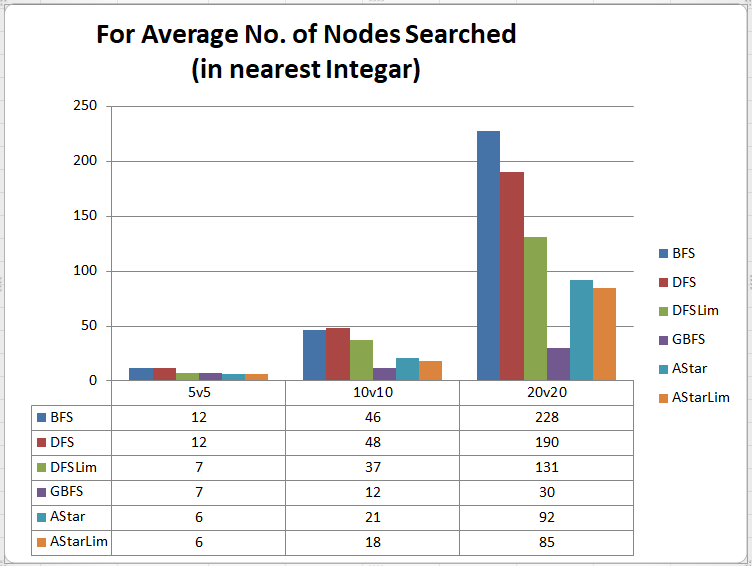 For Average No. of Nodes Searched
(in nearest Integar)
250
200
150
100
50
0
BFS
DFS
DFSLim
GBFS
AStar
AStarLim
5v5 10v10 20v20
BFS 12 46 228
DFS 12 48 190
DFSLim 7 37 131
GBFS 7 12 30
AStar 6 21 92
AStarLim 6 18 85